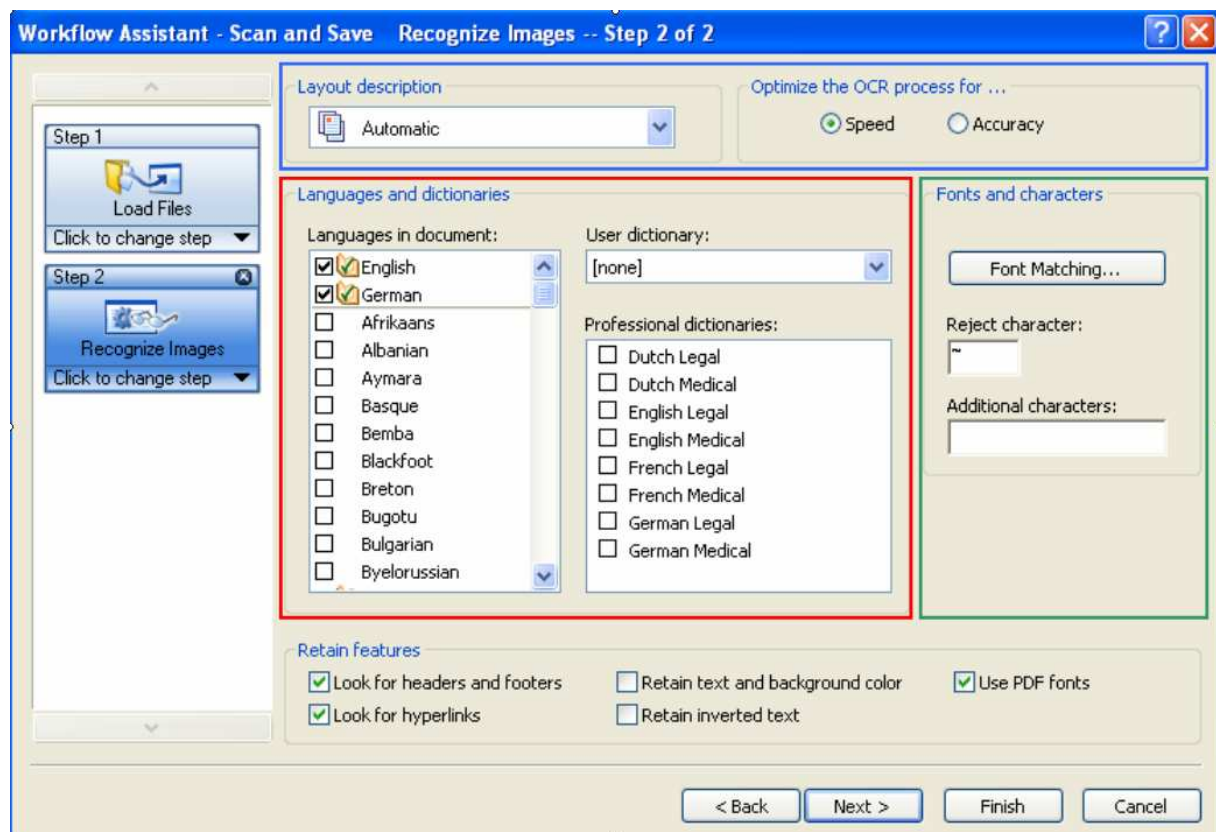 Workflow Assistant - Scan and Save Recognize Images -- Step 2 of 2
Step 1
Load Files
Click to change step
Step 2
Recognize Images
Click to change step
Layout description
Automatic
Optimize the OCR process for ...
Speed
Accuracy
Languages and dictionaries
Languages in document:
English
German
Afrikaans
Albanian
Aymara
Basque
Bemba
Blackfoot
Breton
Bugotu
Bulgarian
Byelorussian
User dictionary:
[none]
Professional dictionaries:
Dutch Legal
Dutch Medical
English Legal
English Medical
French Legal
French Medical
German Legal
German Medical
Fonts and characters
Font Matching...
Reject character:
~
Additional characters:
Retain features
Look for headers and footers
Retain text and background color
Use PDF fonts
Look for hyperlinks
Retain inverted text
< Back
Next >
Finish
Cancel